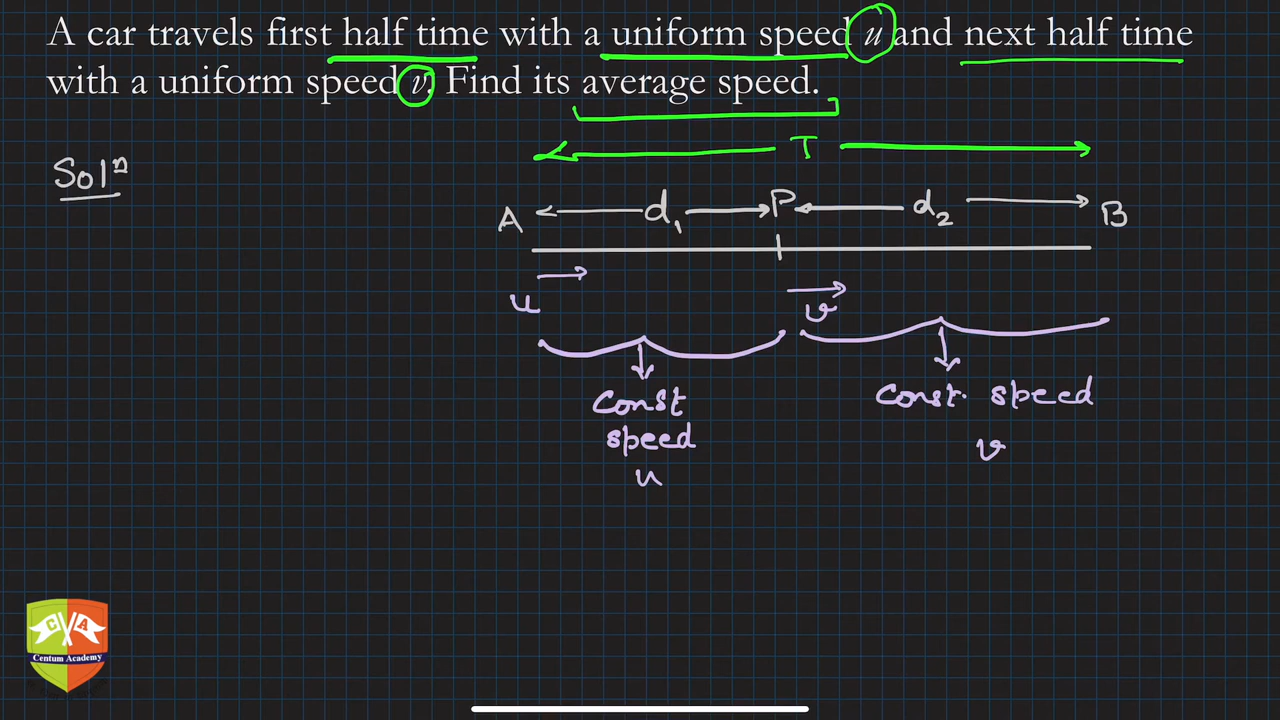 A car travels first half time with a uniform speed u and next half time
with a uniform speed v. Find its average speed.
T
Solⁿ
A d₁ P d₂ B
u v
Const Const. speed
speed v
u
C A
Centum Academy